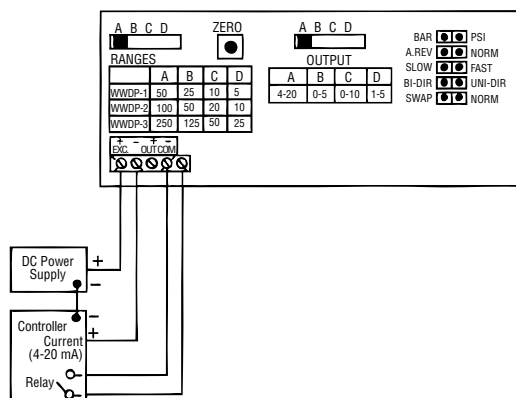 A B C D
ZERO
A B C D
BAR PSI
A.REV NORM
SLOW FAST
BI-DIR UNI-DIR
SWAP NORM
RANGES
A B C D
WWDP-1 50 25 10 5
WWDP-2 100 50 20 10
WWDP-3 250 125 50 25
OUTPUT
A B C D
4-20 0-5 0-10 1-5
+ - + -
EXC. OUT COM
DC Power
Supply
+
-
Controller
Current
(4-20 mA)
-
+
Relay